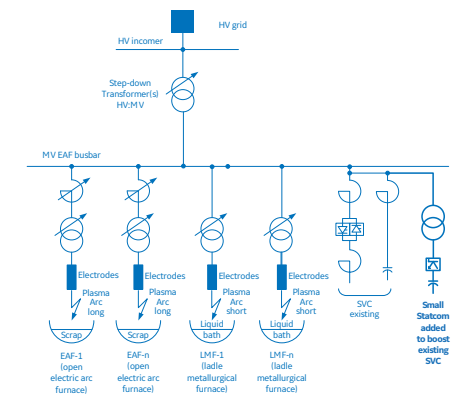 HV grid
HV incomer
Step-down
Transformer(s)
HV:MV
MV EAF busbar
Electrodes
Plasma
Arc
long
Scrap
EAF-1
(open
electric arc
furnace)
Electrodes
Plasma
Arc
long
Scrap
EAF-n
(open
electric arc
furnace)
Electrodes
Plasma
Arc
short
Liquid
bath
LMF-1
(ladle
metallurgical
furnace)
Electrodes
Plasma
Arc
short
Liquid
bath
LMF-n
(ladle
metallurgical
furnace)
SVC
existing
Small
Statcom
added
to boost
existing
SVC